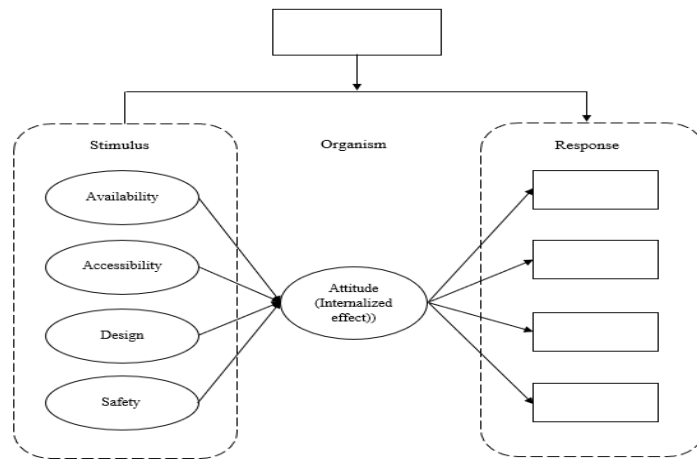 Stimulus
Organism
Response
Availability
Accessibility
Attitude
(Internalized
effect))
Design
Safety